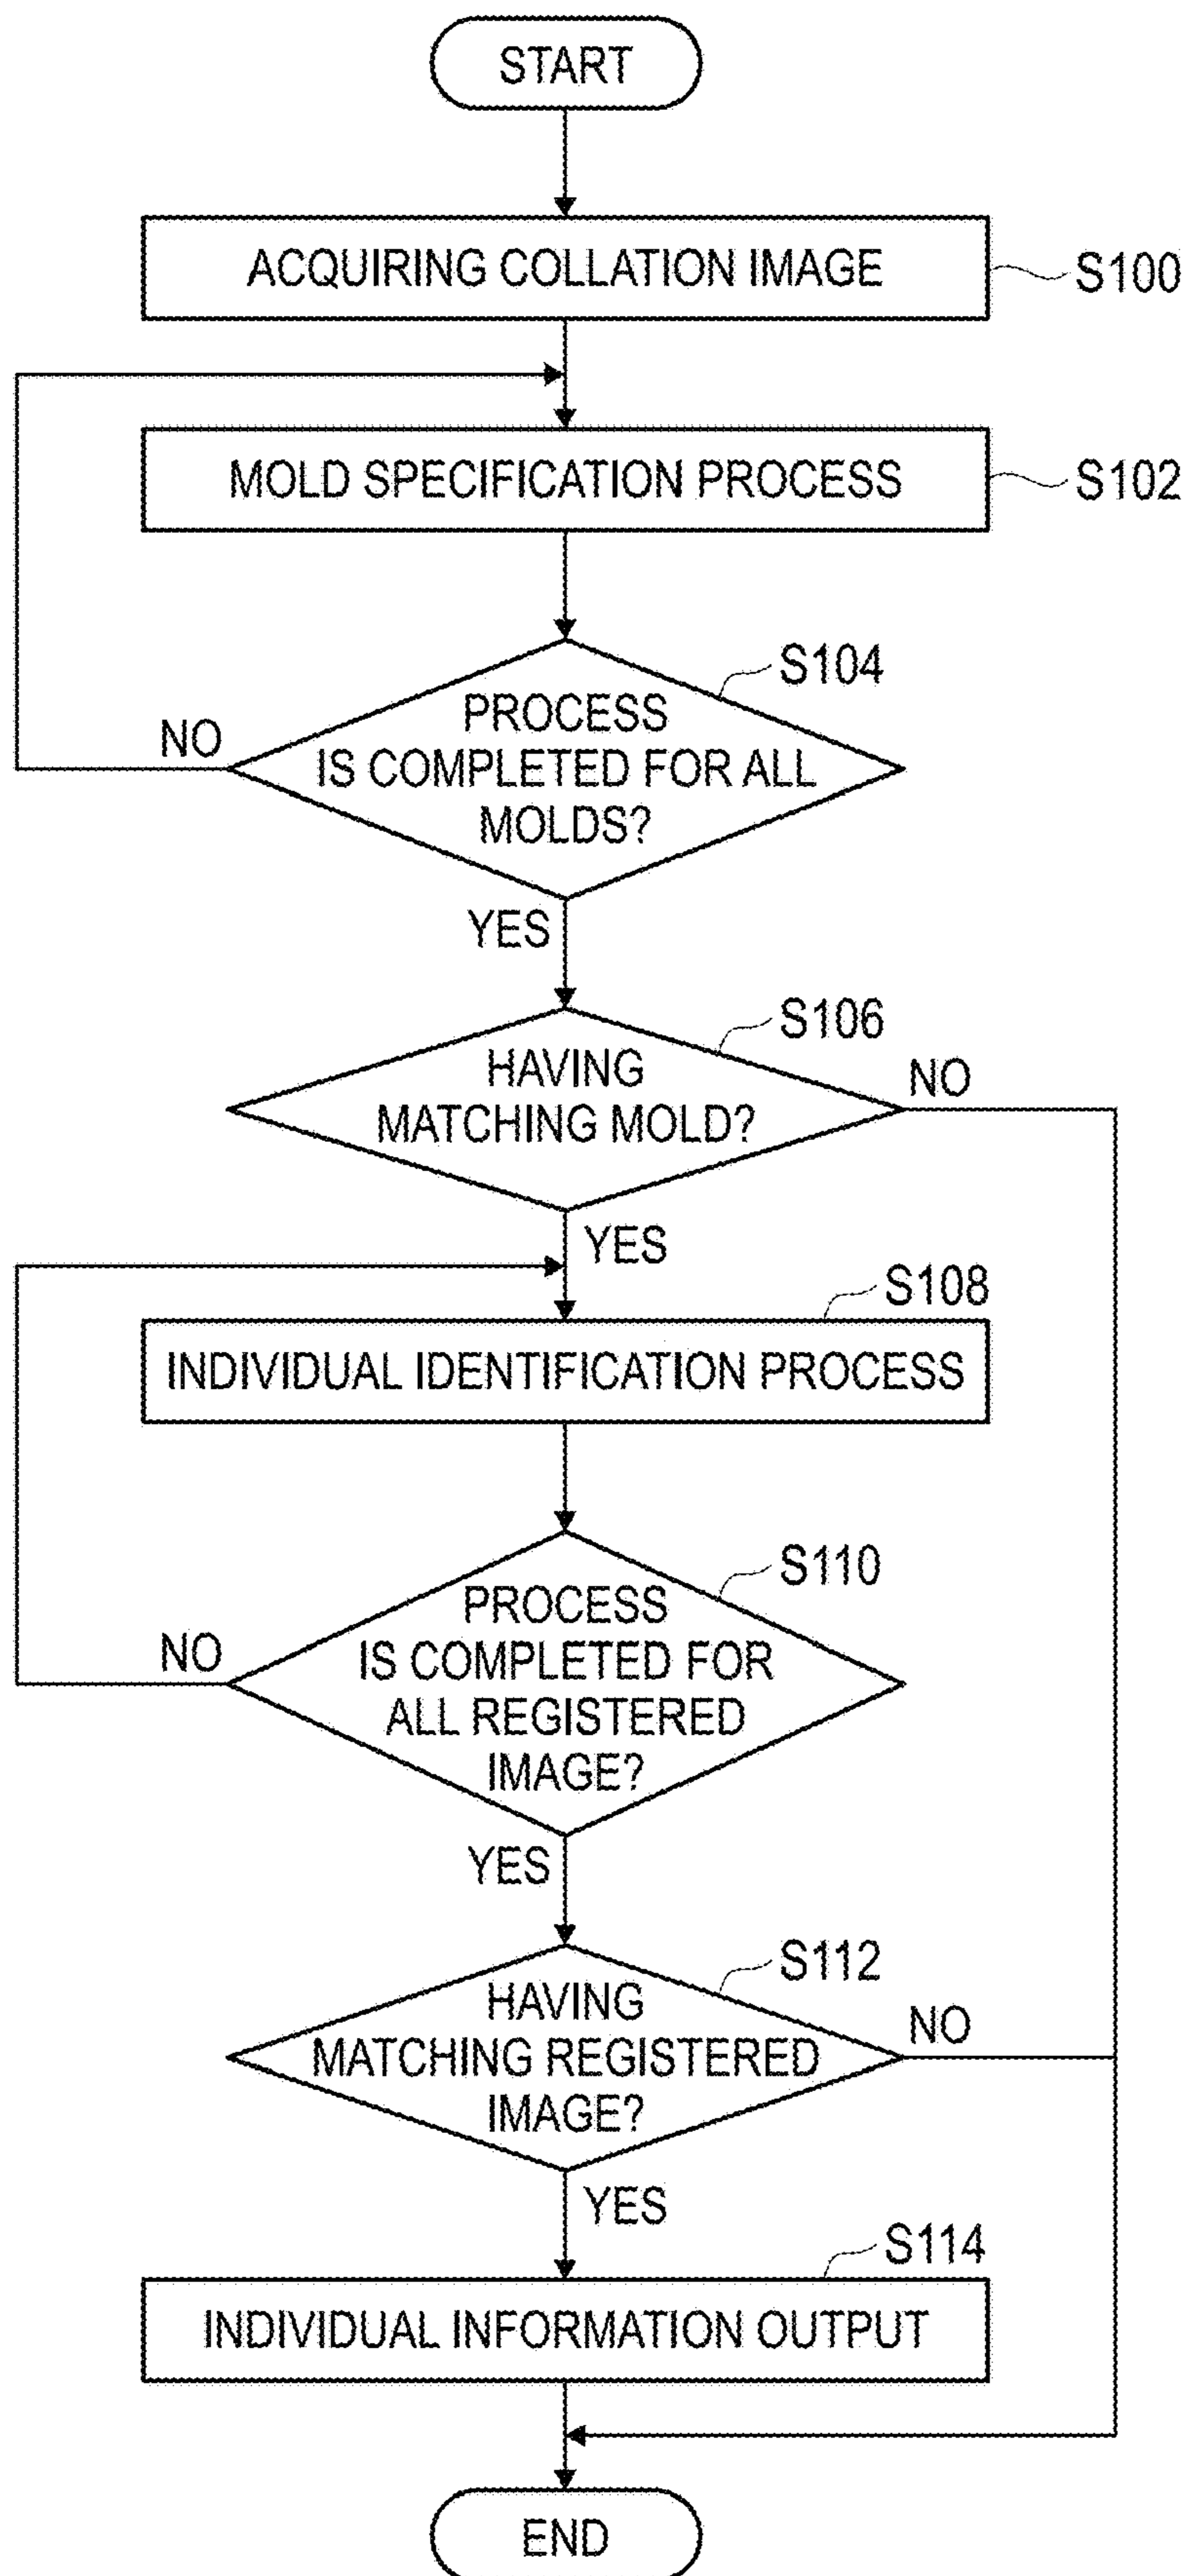 START
ACQUIRING COLLATION IMAGE
S100
MOLD SPECIFICATION PROCESS
S102
S104
PROCESS
IS COMPLETED FOR ALL
MOLDS?
NO
YES
S106
HAVING
MATCHING MOLD?
NO
YES
S108
INDIVIDUAL IDENTIFICATION PROCESS
S110
PROCESS
IS COMPLETED FOR
ALL REGISTERED
IMAGE?
NO
YES
S112
HAVING
MATCHING REGISTERED
IMAGE?
NO
YES
S114
INDIVIDUAL INFORMATION OUTPUT
END